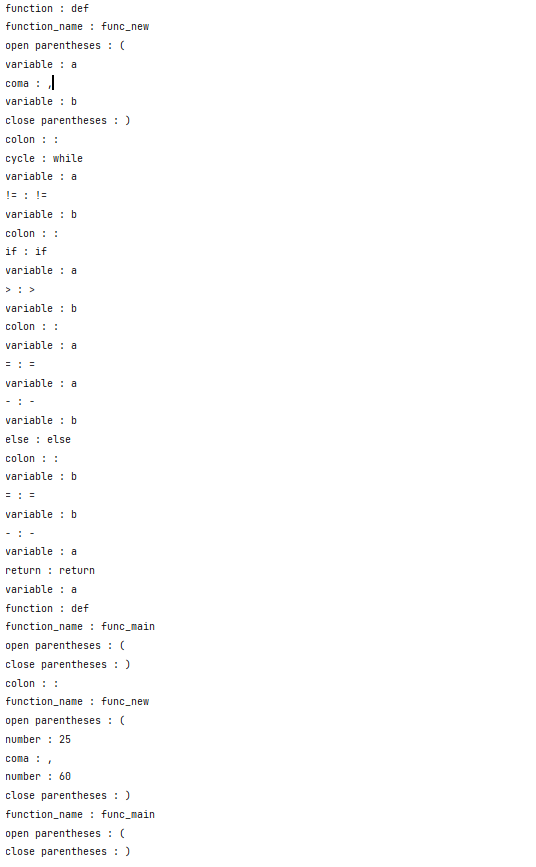 function : def
function_name : func_new
open parentheses : (
variable : a
coma : ,
variable : b
close parentheses : )
colon : :
cycle : while
variable : a
!= : !=
variable : b
colon : :
if : if
variable : a
> : >
variable : b
colon : :
variable : a
= : =
variable : a
- : -
variable : b
else : else
colon : :
variable : b
= : =
variable : b
- : -
variable : a
return : return
variable : a
function : def
function_name : func_main
open parentheses : (
close parentheses : )
colon : :
function_name : func_new
open parentheses : (
number : 25
coma : ,
number : 60
close parentheses : )
function_name : func_main
open parentheses : (
close parentheses : )